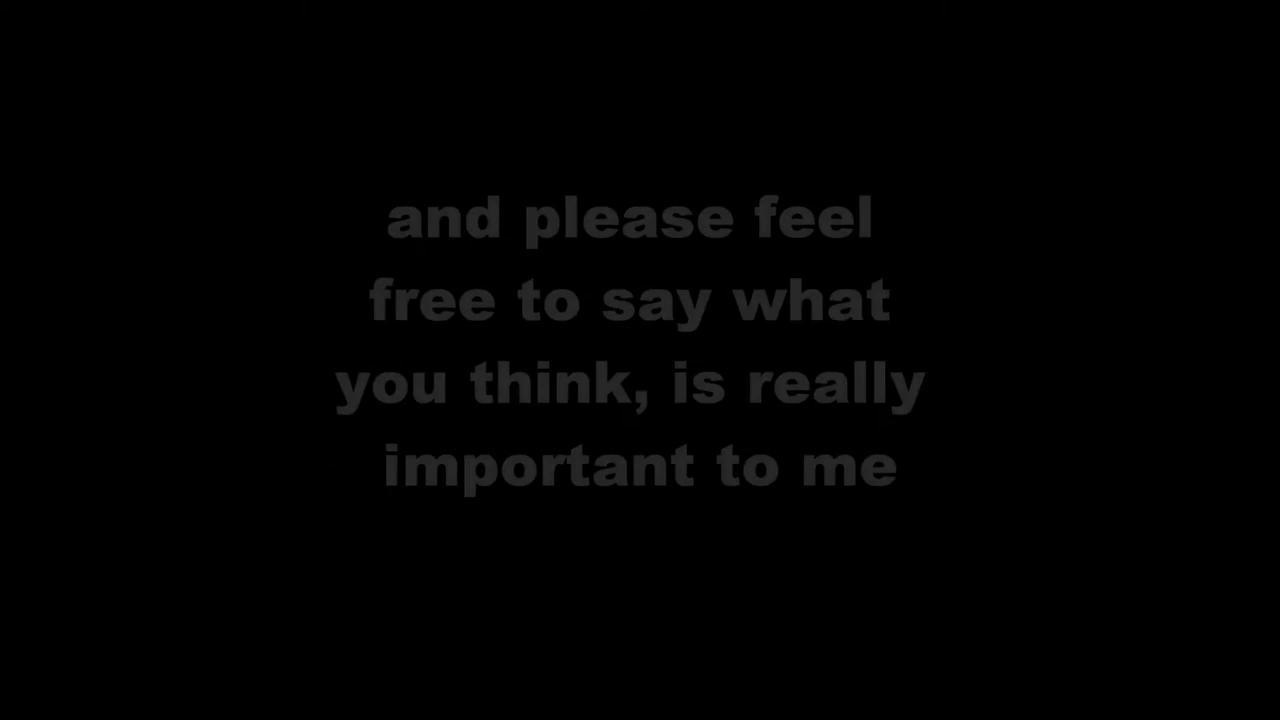 and please feel
free to say what
you think, is really
important to me